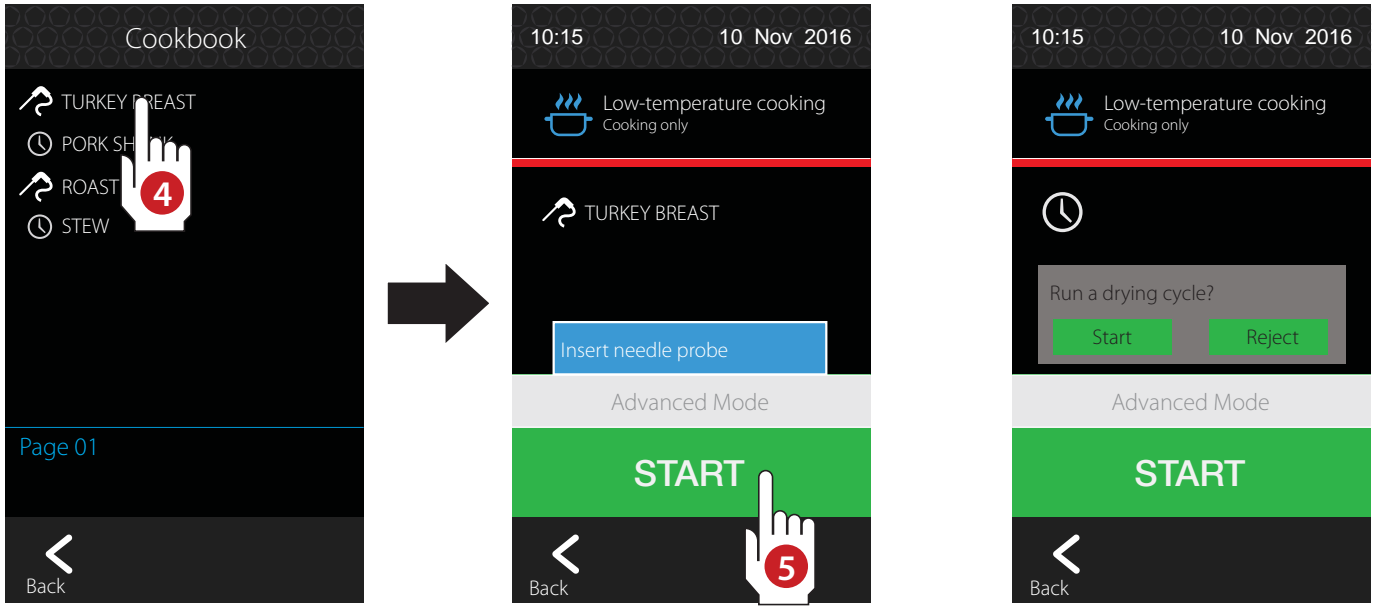 Cookbook
TURKEY BREAST
PORK SH
ROAST
4
STEW
Page 01
Back
10:15 10 Nov 2016
Low-temperature cooking
Cooking only
TURKEY BREAST
Insert needle probe
Advanced Mode
START
5
Back
10:15 10 Nov 2016
Low-temperature cooking
Cooking only
Run a drying cycle?
Start Reject
Advanced Mode
START
Back